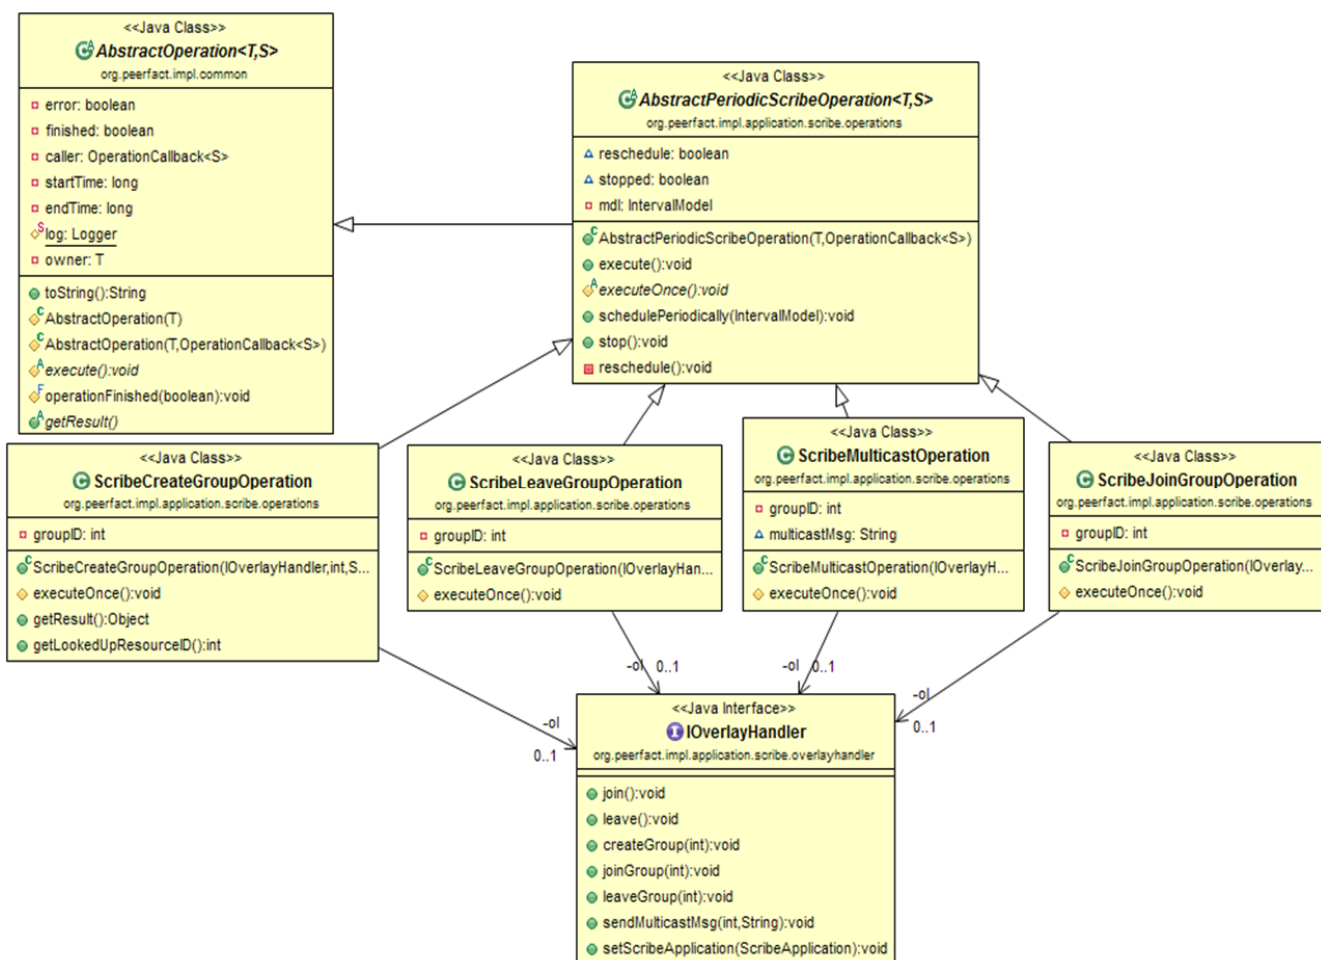 <<Java Class>>
AbstractOperation<T,S>
org.peerfact.impl.common
error: boolean
finished: boolean
caller: OperationCallback<S>
startTime: long
endTime: long
log: Logger
owner: T
toString():String
AbstractOperation(T)
AbstractOperation(T,OperationCallback<S>)
execute():void
operationFinished(boolean):void
getResult()
<<Java Class>>
AbstractPeriodicScribeOperation<T,S>
org.peerfact.impl.application.scribe.operations
reschedule: boolean
stopped: boolean
mdl: IntervalModel
AbstractPeriodicScribeOperation(T,OperationCallback<S>)
execute():void
executeOnce():void
schedulePeriodically(IntervalModel):void
stop():void
reschedule():void
<<Java Class>>
ScribeCreateGroupOperation
org.peerfact.impl.application.scribe.operations
groupID: int
ScribeCreateGroupOperation(IOverlayHandler,int,S...
executeOnce():void
getResult():Object
getLookedUpResourceID():int
<<Java Class>>
ScribeLeaveGroupOperation
org.peerfact.impl.application.scribe.operations
groupID: int
ScribeLeaveGroupOperation(IOverlayHan...
executeOnce():void
<<Java Class>>
ScribeMulticastOperation
org.peerfact.impl.application.scribe.operations
groupID: int
multicastMsg: String
ScribeMulticastOperation(IOverlayH...
executeOnce():void
<<Java Class>>
ScribeJoinGroupOperation
org.peerfact.impl.application.scribe.operations
groupID: int
ScribeJoinGroupOperation(IOverlay...
executeOnce():void
-ol 0..1
-ol 0..1
-ol
0..1
-ol
0..1
<<Java Interface>>
IOverlayHandler
org.peerfact.impl.application.scribe.overlayhandler
join():void
leave():void
createGroup(int):void
joinGroup(int):void
leaveGroup(int):void
sendMulticastMsg(int,String):void
setScribeApplication(ScribeApplication):void